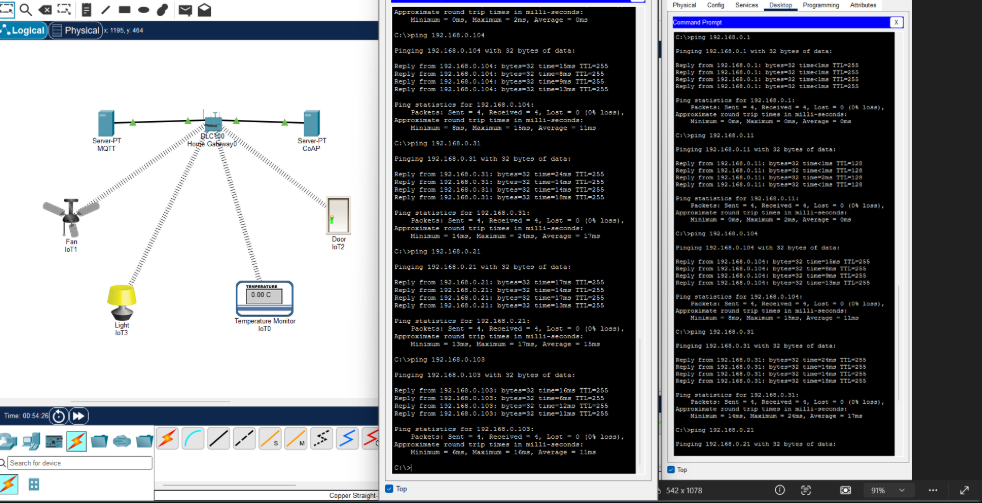 Logical
Physical
x: 1195, y: 464
Server-PT
MQTT
DLC100
Home Gateway0
Server-PT
CoAP
Fan
IoT1
Door
IoT2
Light
IoT3
TEMPERATURE
0.00 C
Temperature Monitor
IoT0
Time: 00:54:26
Search for device
Copper Straight-
Approximate round trip times in milli-seconds:
Minimum = 0ms, Maximum = 2ms, Average = 0ms
C:\>ping 192.168.0.104
Pinging 192.168.0.104 with 32 bytes of data:
Reply from 192.168.0.104: bytes=32 time=15ms TTL=255
Reply from 192.168.0.104: bytes=32 time=8ms TTL=255
Reply from 192.168.0.104: bytes=32 time=9ms TTL=255
Reply from 192.168.0.104: bytes=32 time=13ms TTL=255
Ping statistics for 192.168.0.104:
Packets: Sent = 4, Received = 4, Lost = 0 (0% loss),
Approximate round trip times in milli-seconds:
Minimum = 8ms, Maximum = 15ms, Average = 11ms
C:\>ping 192.168.0.31
Pinging 192.168.0.31 with 32 bytes of data:
Reply from 192.168.0.31: bytes=32 time=24ms TTL=255
Reply from 192.168.0.31: bytes=32 time=14ms TTL=255
Reply from 192.168.0.31: bytes=32 time=14ms TTL=255
Reply from 192.168.0.31: bytes=32 time=18ms TTL=255
Ping statistics for 192.168.0.31:
Packets: Sent = 4, Received = 4, Lost = 0 (0% loss),
Approximate round trip times in milli-seconds:
Minimum = 14ms, Maximum = 24ms, Average = 17ms
C:\>ping 192.168.0.21
Pinging 192.168.0.21 with 32 bytes of data:
Reply from 192.168.0.21: bytes=32 time=17ms TTL=255
Reply from 192.168.0.21: bytes=32 time=14ms TTL=255
Reply from 192.168.0.21: bytes=32 time=17ms TTL=255
Reply from 192.168.0.21: bytes=32 time=13ms TTL=255
Ping statistics for 192.168.0.21:
Packets: Sent = 4, Received = 4, Lost = 0 (0% loss),
Approximate round trip times in milli-seconds:
Minimum = 13ms, Maximum = 17ms, Average = 15ms
C:\>ping 192.168.0.103
Pinging 192.168.0.103 with 32 bytes of data:
Reply from 192.168.0.103: bytes=32 time=16ms TTL=255
Reply from 192.168.0.103: bytes=32 time=6ms TTL=255
Reply from 192.168.0.103: bytes=32 time=12ms TTL=255
Reply from 192.168.0.103: bytes=32 time=11ms TTL=255
Ping statistics for 192.168.0.103:
Packets: Sent = 4, Received = 4, Lost = 0 (0% loss),
Approximate round trip times in milli-seconds:
Minimum = 6ms, Maximum = 16ms, Average = 11ms
C:\>
Top
Physical Config Services Desktop Programming Attributes
Command Prompt X
C:\>ping 192.168.0.1
Pinging 192.168.0.1 with 32 bytes of data:
Reply from 192.168.0.1: bytes=32 time<1ms TTL=255
Reply from 192.168.0.1: bytes=32 time<1ms TTL=255
Reply from 192.168.0.1: bytes=32 time<1ms TTL=255
Reply from 192.168.0.1: bytes=32 time<1ms TTL=255
Ping statistics for 192.168.0.1:
Packets: Sent = 4, Received = 4, Lost = 0 (0% loss),
Approximate round trip times in milli-seconds:
Minimum = 0ms, Maximum = 0ms, Average = 0ms
C:\>ping 192.168.0.11
Pinging 192.168.0.11 with 32 bytes of data:
Reply from 192.168.0.11: bytes=32 time<1ms TTL=128
Reply from 192.168.0.11: bytes=32 time=1ms TTL=128
Reply from 192.168.0.11: bytes=32 time=2ms TTL=128
Reply from 192.168.0.11: bytes=32 time<1ms TTL=128
Ping statistics for 192.168.0.11:
Packets: Sent = 4, Received = 4, Lost = 0 (0% loss),
Approximate round trip times in milli-seconds:
Minimum = 0ms, Maximum = 2ms, Average = 0ms
C:\>ping 192.168.0.104
Pinging 192.168.0.104 with 32 bytes of data:
Reply from 192.168.0.104: bytes=32 time=15ms TTL=255
Reply from 192.168.0.104: bytes=32 time=8ms TTL=255
Reply from 192.168.0.104: bytes=32 time=9ms TTL=255
Reply from 192.168.0.104: bytes=32 time=13ms TTL=255
Ping statistics for 192.168.0.104:
Packets: Sent = 4, Received = 4, Lost = 0 (0% loss),
Approximate round trip times in milli-seconds:
Minimum = 8ms, Maximum = 15ms, Average = 11ms
C:\>ping 192.168.0.31
Pinging 192.168.0.31 with 32 bytes of data:
Reply from 192.168.0.31: bytes=32 time=24ms TTL=255
Reply from 192.168.0.31: bytes=32 time=14ms TTL=255
Reply from 192.168.0.31: bytes=32 time=14ms TTL=255
Reply from 192.168.0.31: bytes=32 time=18ms TTL=255
Ping statistics for 192.168.0.31:
Packets: Sent = 4, Received = 4, Lost = 0 (0% loss),
Approximate round trip times in milli-seconds:
Minimum = 14ms, Maximum = 24ms, Average = 17ms
C:\>ping 192.168.0.21
Pinging 192.168.0.21 with 32 bytes of data:
Top
542 x 1078
91%